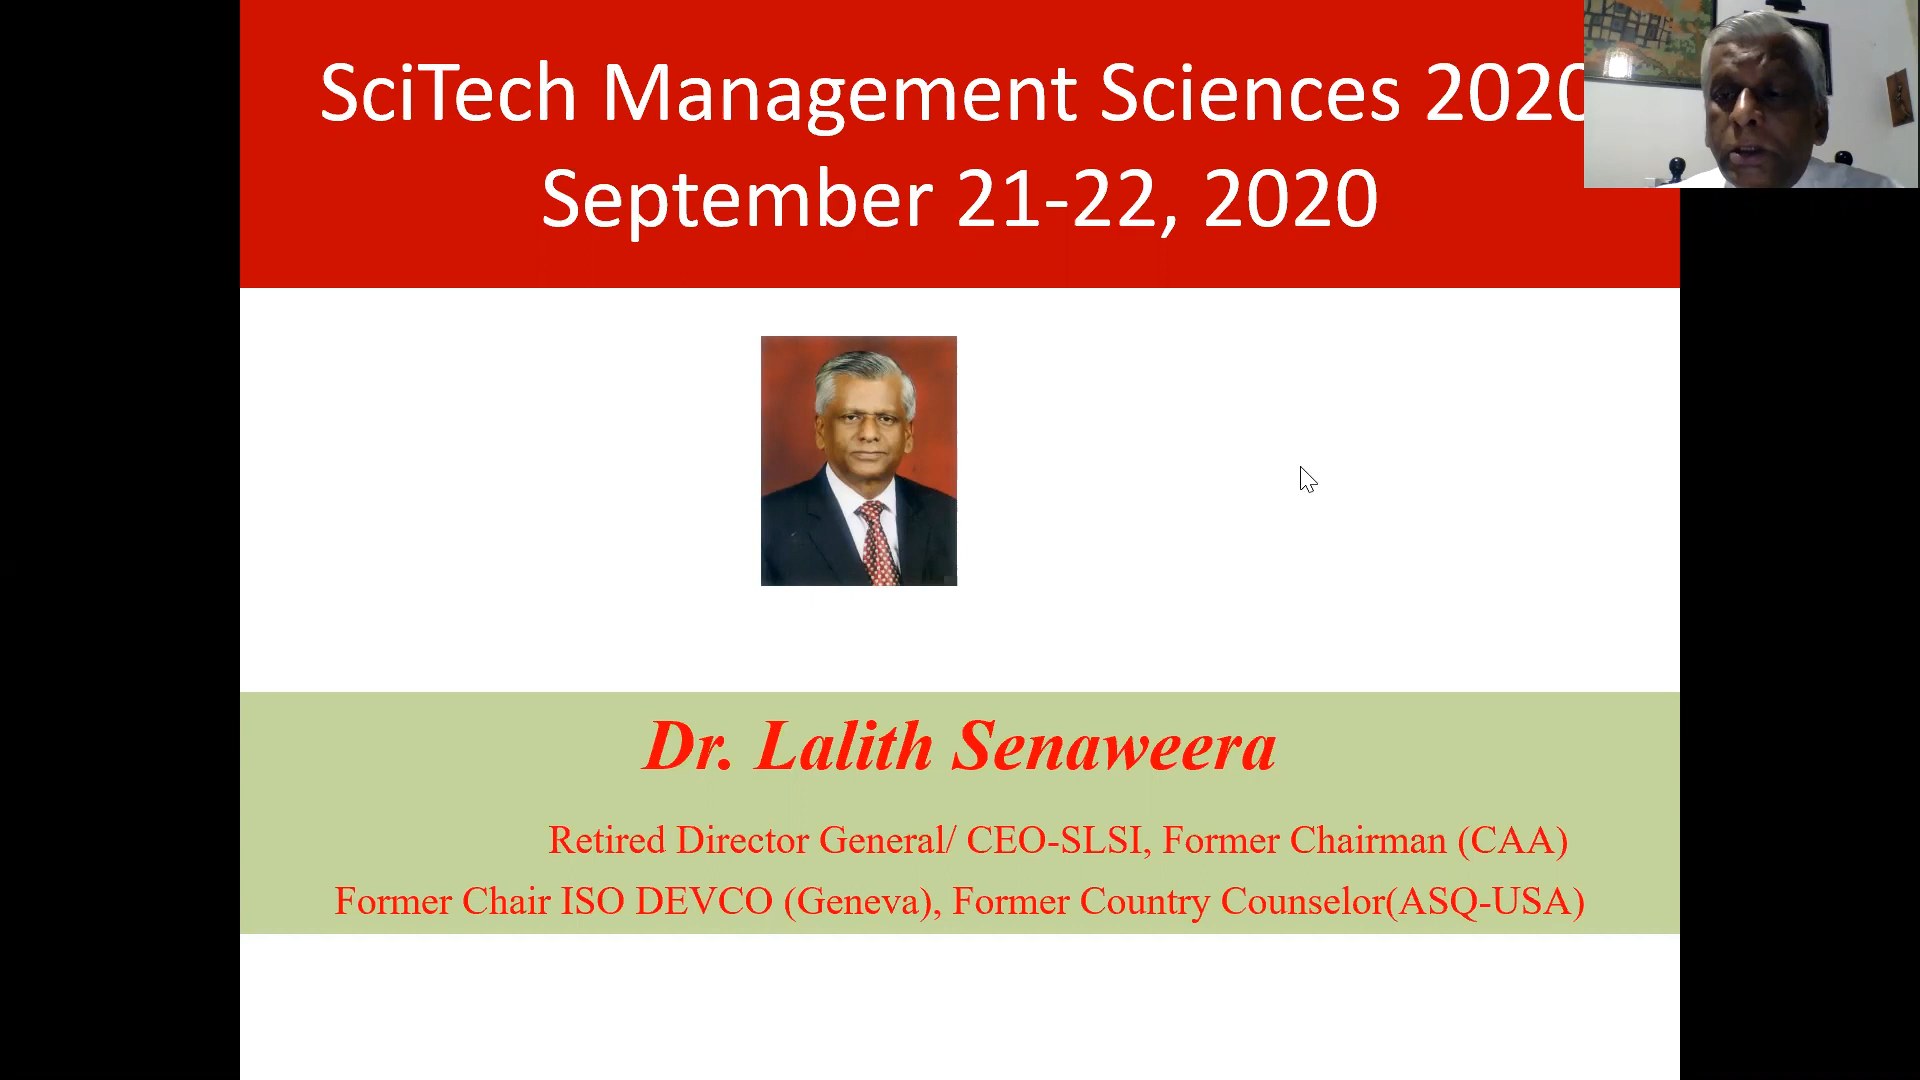 SciTech Management Sciences 2020
September 21-22, 2020
Dr. Lalith Senaweera
Retired Director General/ CEO-SLSI, Former Chairman (CAA)
Former Chair ISO DEVCO (Geneva), Former Country Counselor(ASQ-USA)